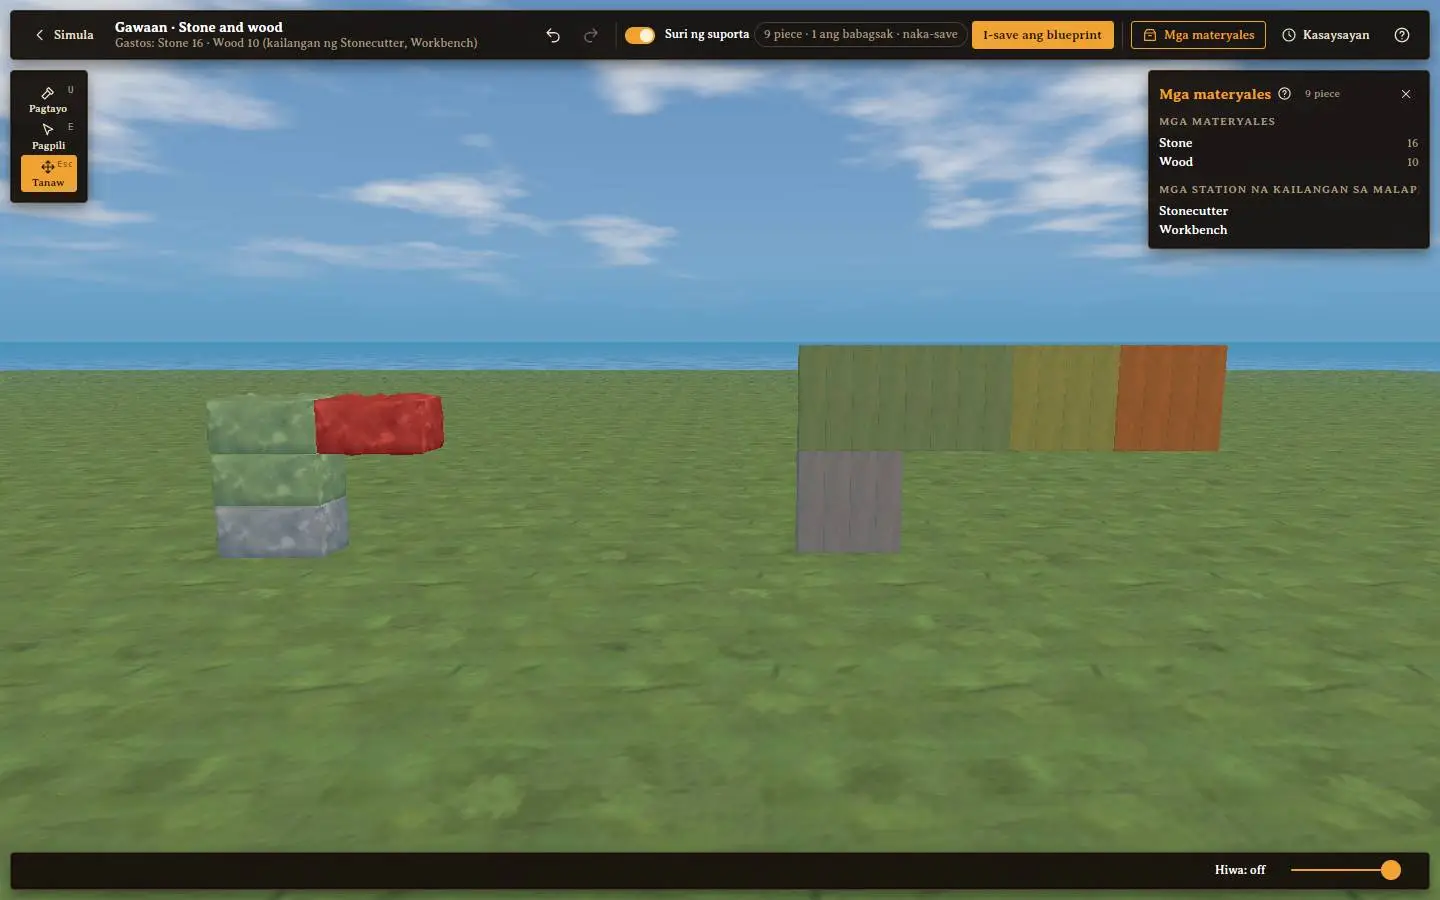 Simula
Gawaan · Stone and wood
Gastos: Stone 16 · Wood 10 (kailangan ng Stonecutter, Workbench)
Suri ng suporta
9 piece · 1 ang babagsak · naka-save
I-save ang blueprint
Mga materyales
Kasaysayan
U
Pagtayo
E
Pagpili
Esc
Tanaw
Mga materyales
9 piece
MGA MATERYALES
Stone 16
Wood 10
MGA STATION NA KAILANGAN SA MALAP
Stonecutter
Workbench
Hiwa: off